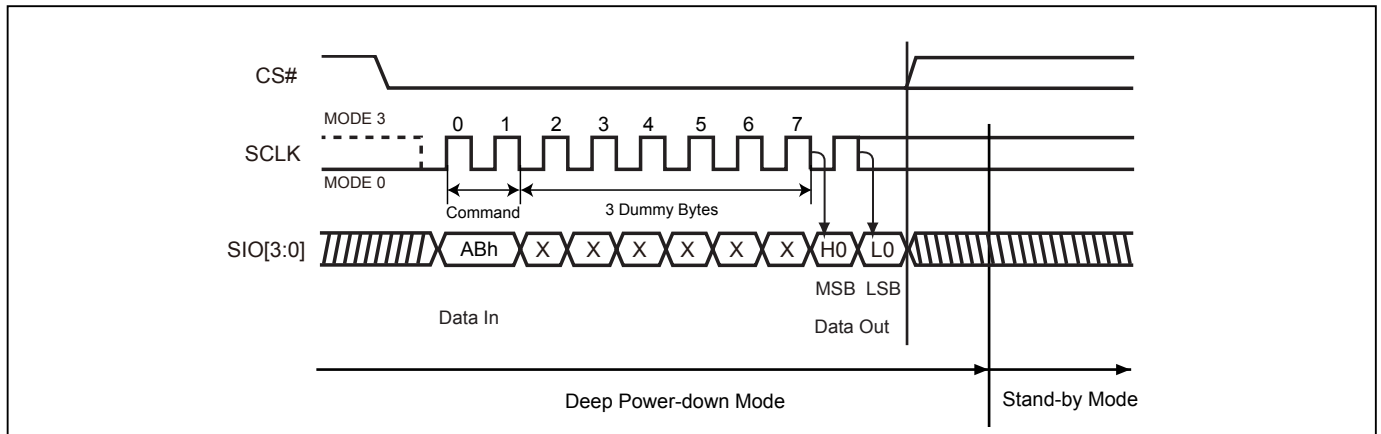 CS#
MODE 3
0 1 2 3 4 5 6 7
SCLK
MODE 0
Command
3 Dummy Bytes
SIO[3:0]
ABh X X X X X X H0 L0
MSB LSB
Data In
Data Out
Deep Power-down Mode
Stand-by Mode